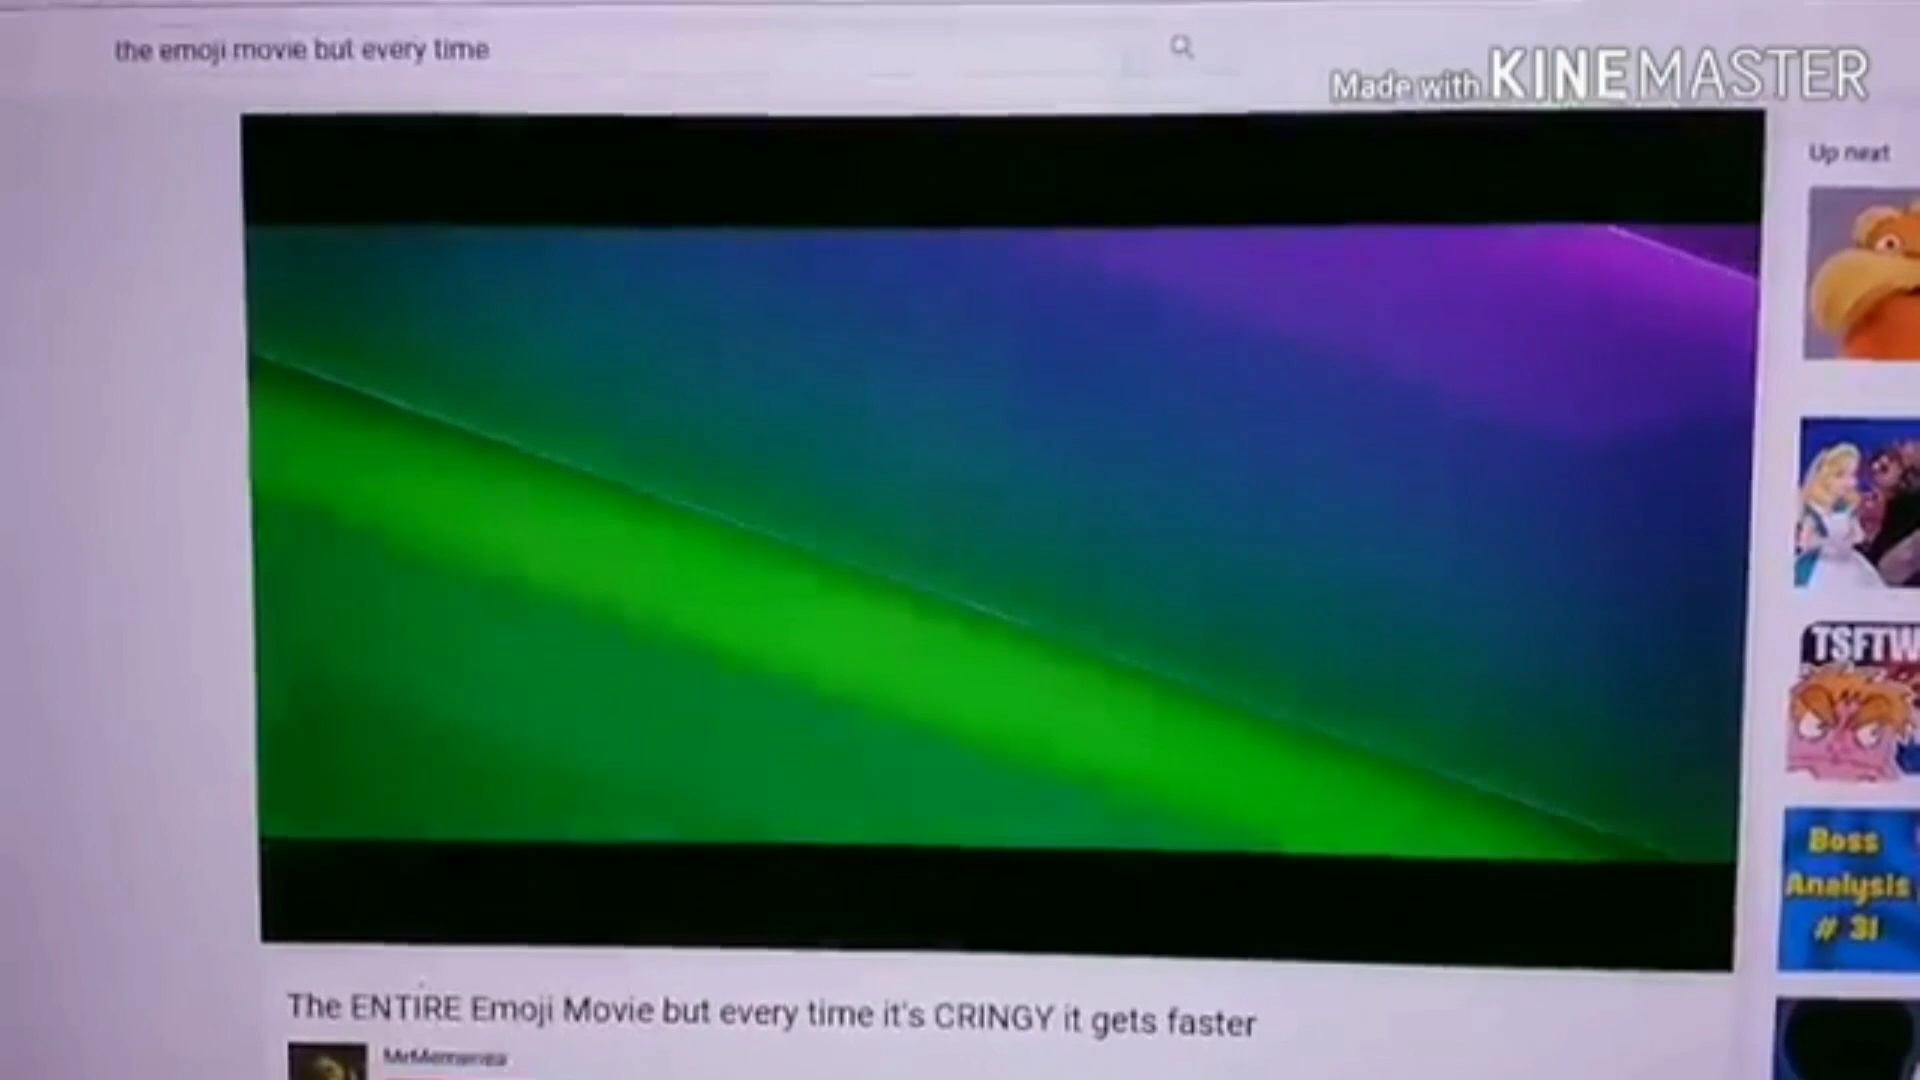 the emoji movie but every time
Made with KINEMASTER
Up next
TSFTW
Boss
Analysis
# 31
The ENTIRE Emoji Movie but every time it's CRINGY it gets faster